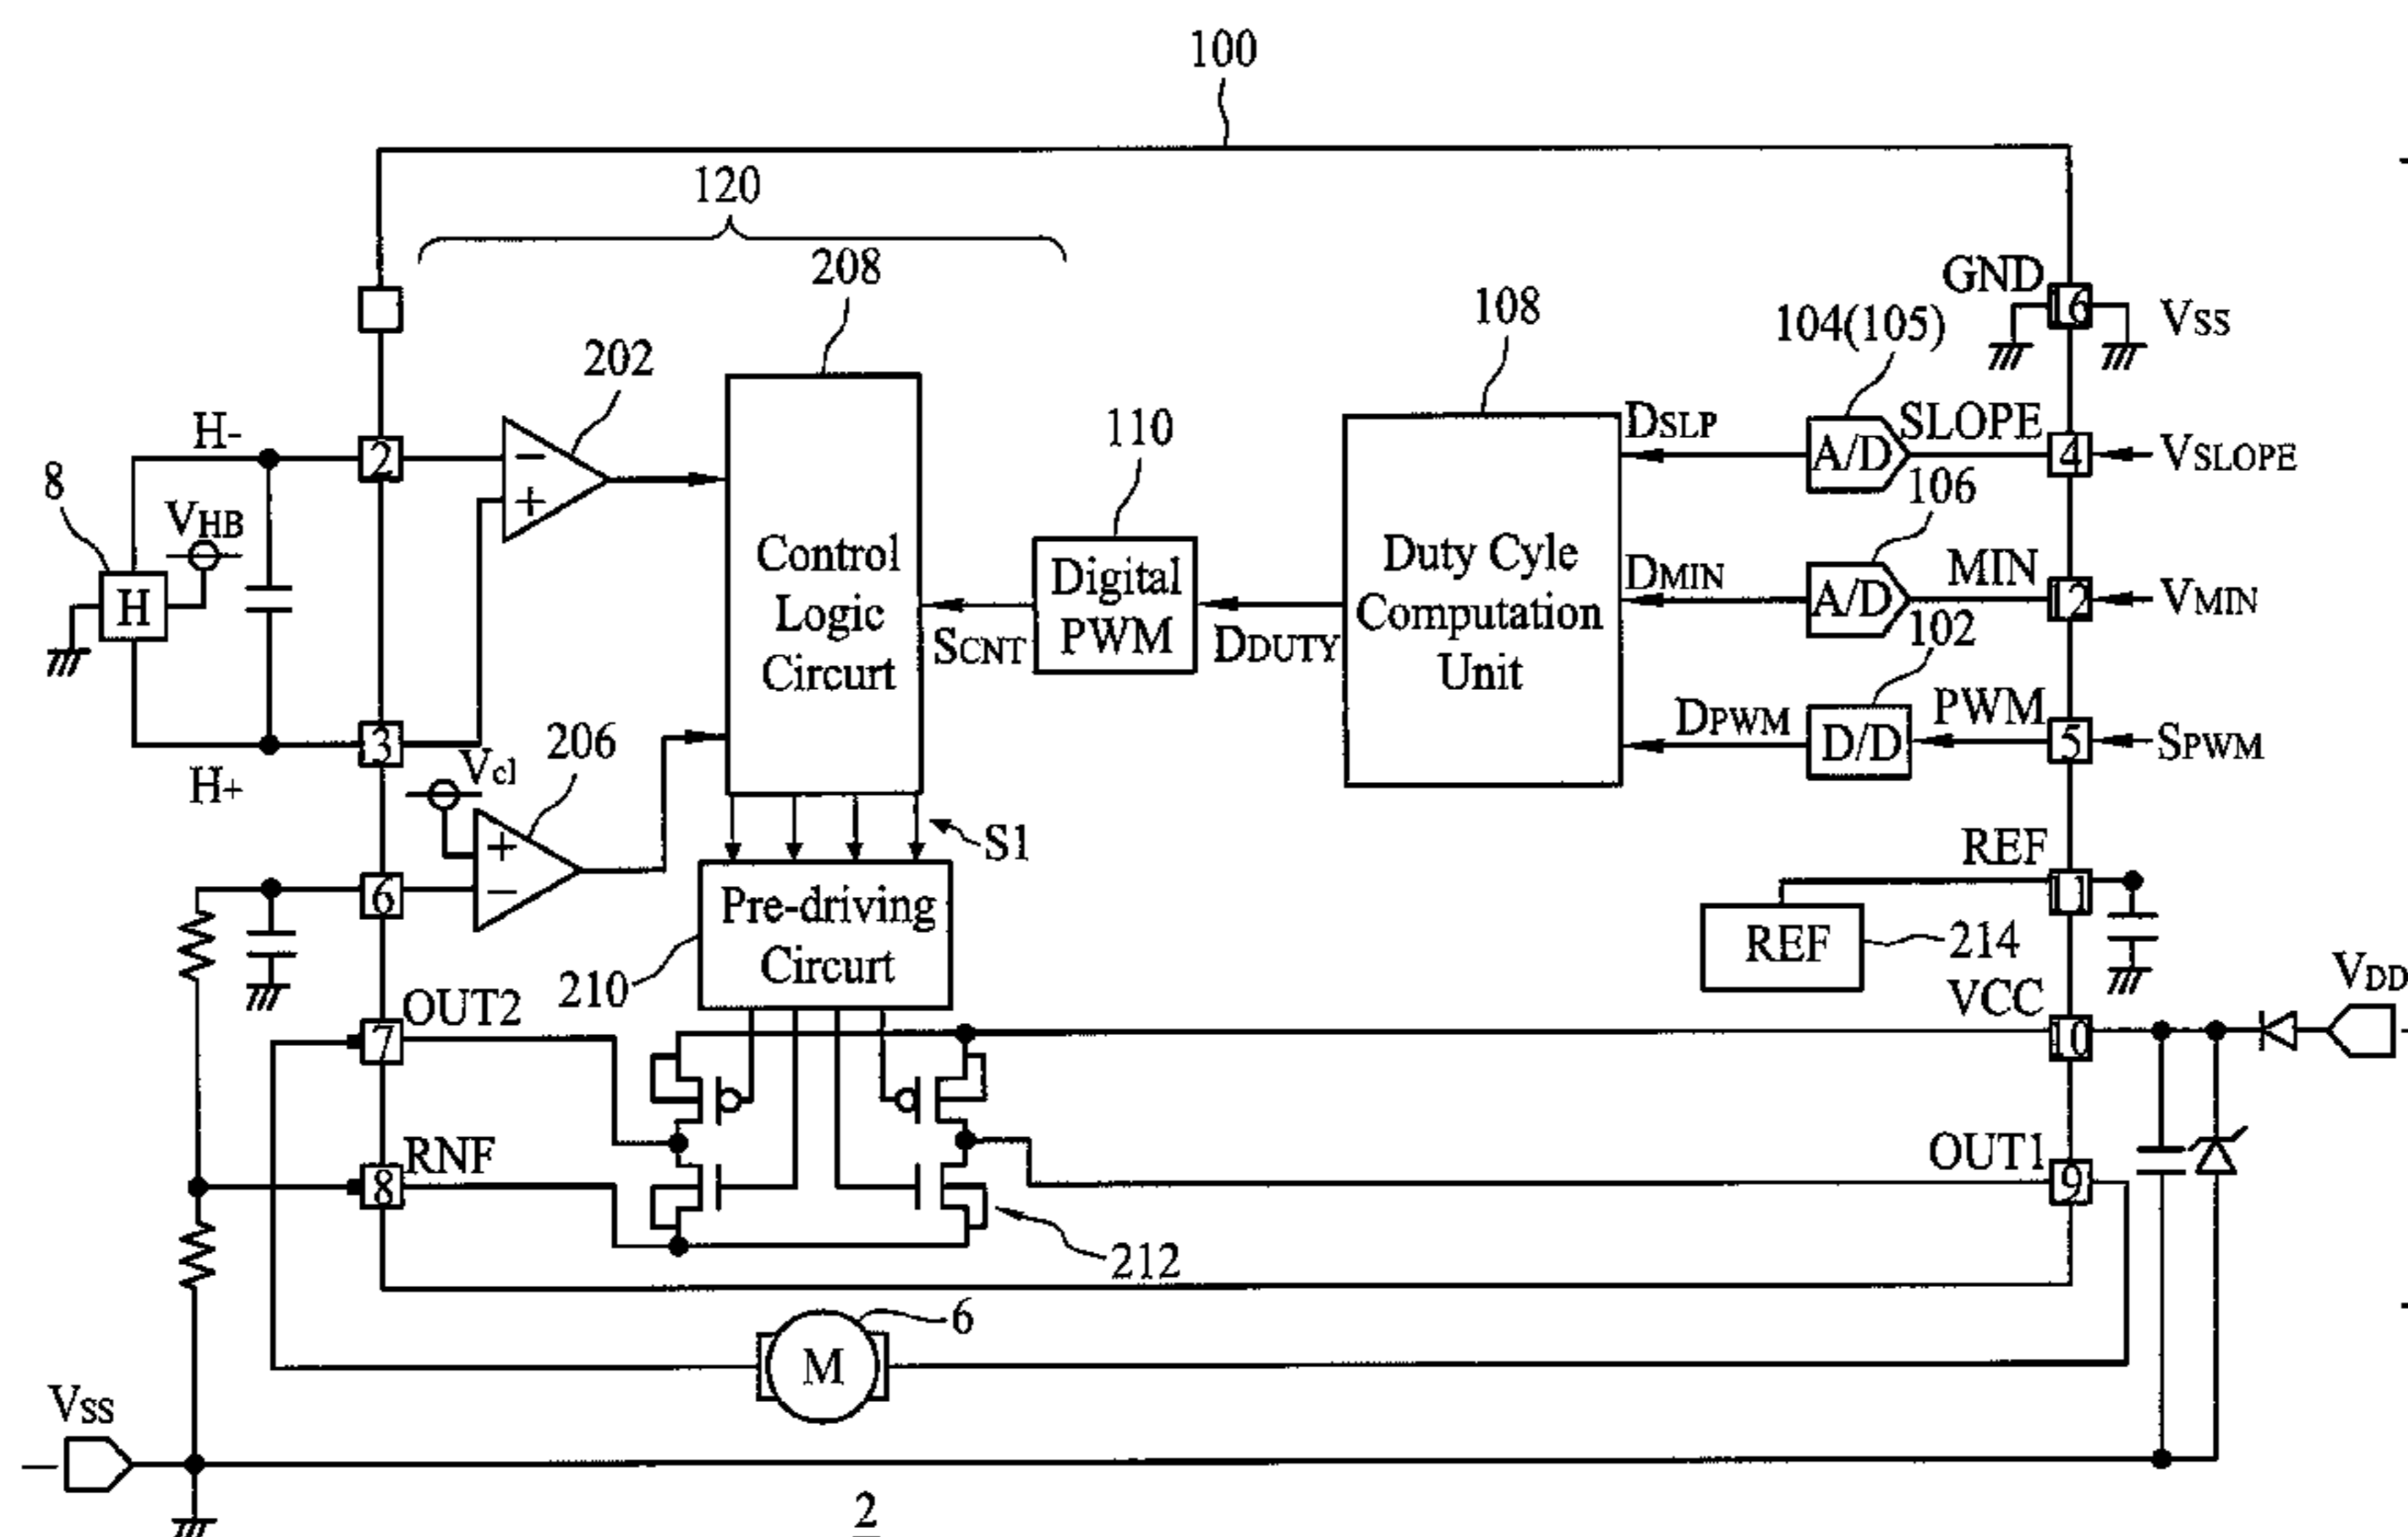 100
120
208
GND
16
VSS
108
104(105)
202
DSLP
A/D
SLOPE
4
VSLOPE
H-
2
−
+
110
106
8
VHB
H
Control
Logic
Circurt
Digital
PWM
SCNT
DDUTY
Duty Cyle
Computation
Unit
DMIN
A/D
MIN
12
VMIN
102
DPWM
D/D
PWM
5
SPWM
3
H+
Vcl
206
+
−
S1
REF
1
6
Pre-driving
Circurt
210
REF
214
VDD
OUT2
7
VCC
10
RNF
8
OUT1
9
212
6
M
VSS
2